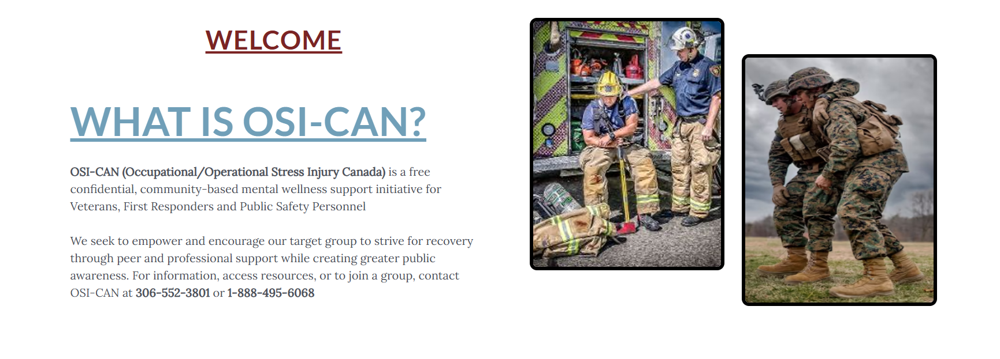 WELCOME
WHAT IS OSI-CAN?
OSI-CAN (Occupational/Operational Stress Injury Canada) is a free
confidential, community-based mental wellness support initiative for
Veterans, First Responders and Public Safety Personnel
We seek to empower and encourage our target group to strive for recovery
through peer and professional support while creating greater public
awareness. For information, access resources, or to join a group, contact
OSI-CAN at 306-552-3801 or 1-888-495-6068